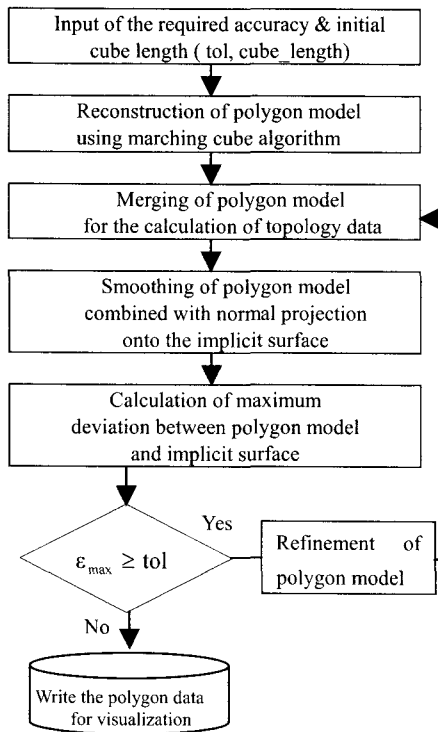 Input of the required accuracy & initial
cube length ( tol, cube_length)
Reconstruction of polygon model
using marching cube algorithm
Merging of polygon model
for the calculation of topology data
Smoothing of polygon model
combined with normal projection
onto the implicit surface
Calculation of maximum
deviation between polygon model
and implicit surface
ε_max ≥ tol
Yes
Refinement of
polygon model
No
Write the polygon data
for visualization